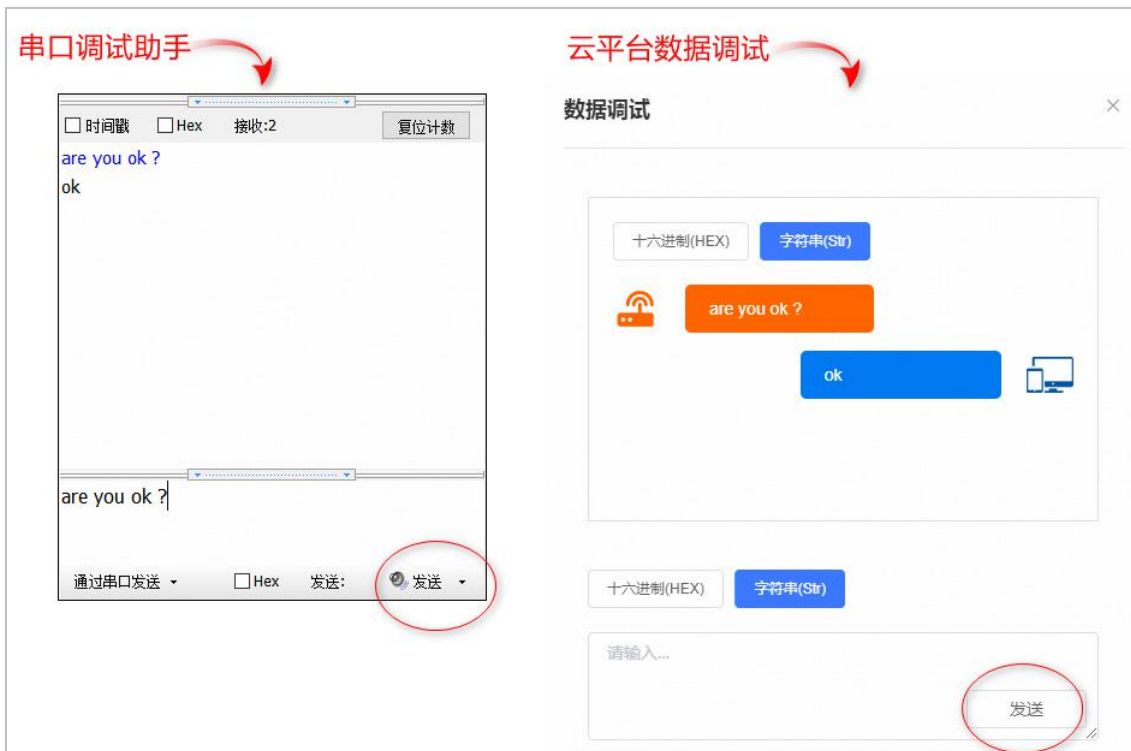 串口调试助手
时间戳 Hex 接收:2 复位计数
are you ok ?
ok
are you ok ?
通过串口发送 Hex 发送: 发送
云平台数据调试
数据调试
十六进制(HEX) 字符串(Str)
are you ok ?
ok
十六进制(HEX) 字符串(Str)
请输入...
发送